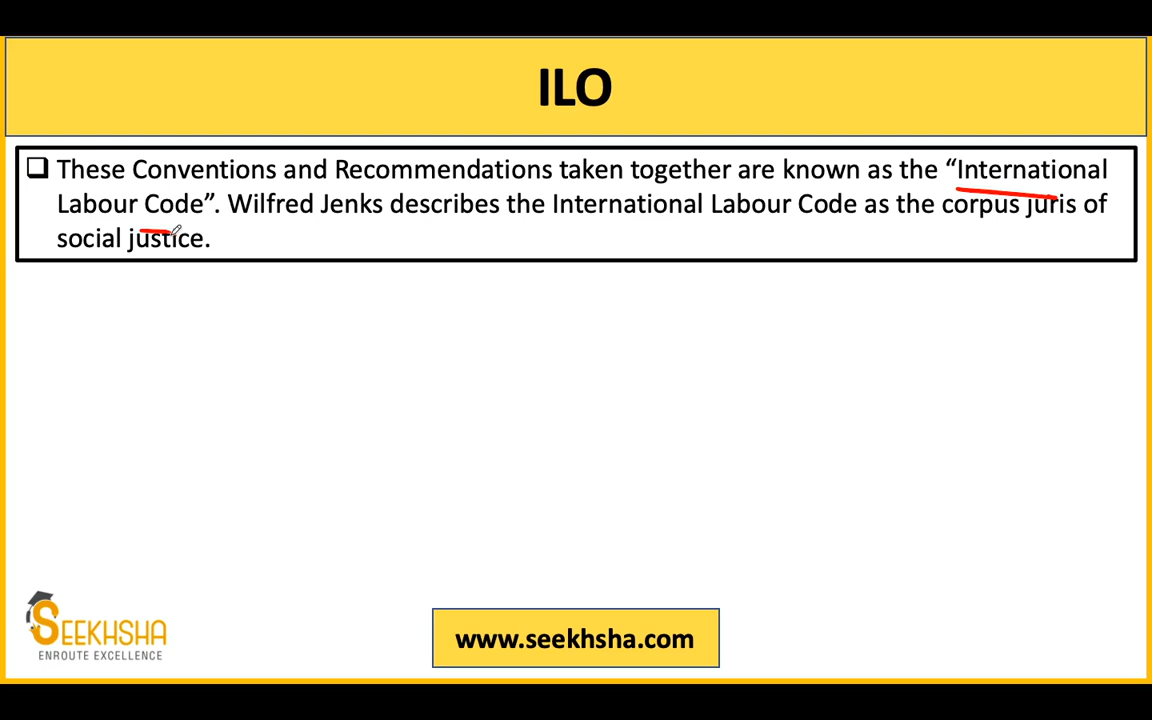 ILO
❑ These Conventions and Recommendations taken together are known as the “International
Labour Code”. Wilfred Jenks describes the International Labour Code as the corpus juris of
social justice.
SEEKHSHA
ENROUTE EXCELLENCE
www.seekhsha.com